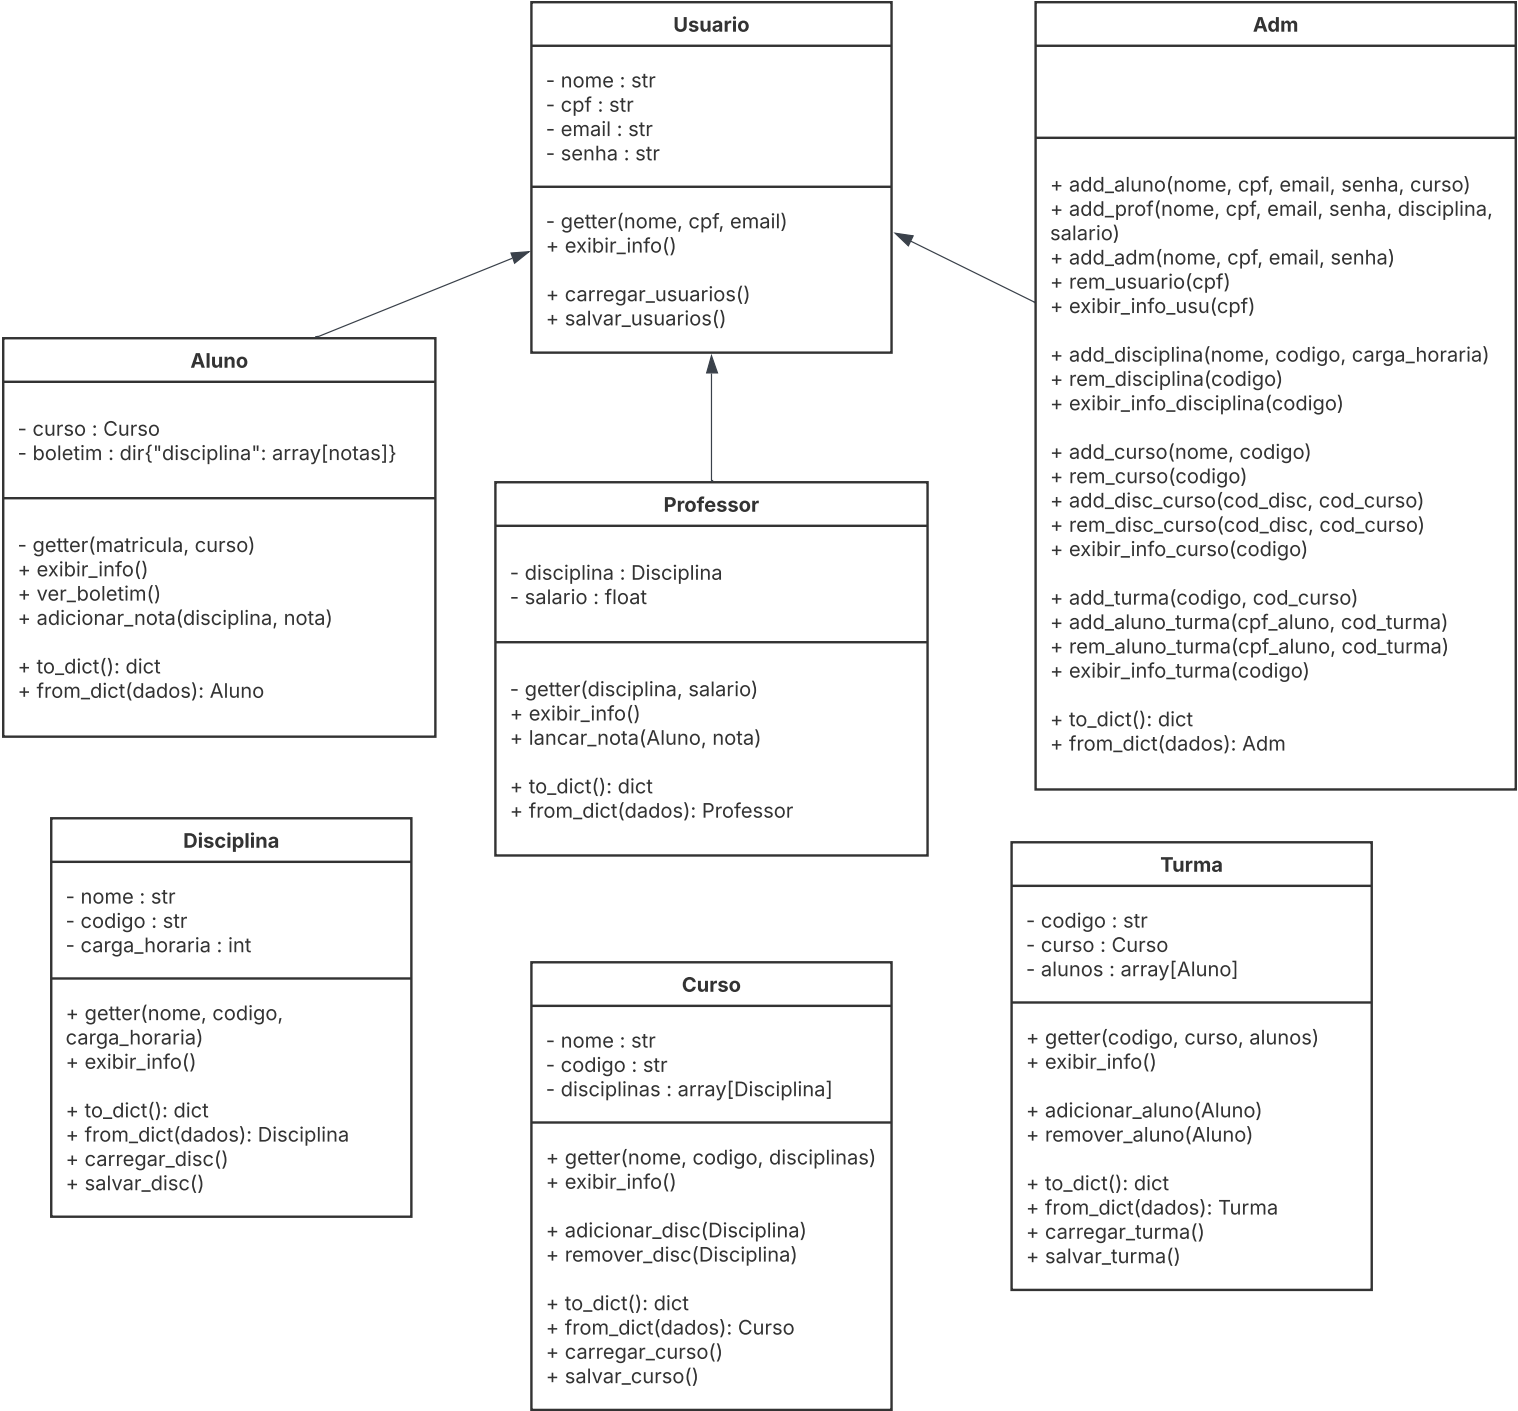 Usuario
- nome : str
- cpf : str
- email : str
- senha : str
- getter(nome, cpf, email)
+ exibir_info()
+ carregar_usuarios()
+ salvar_usuarios()
Adm
+ add_aluno(nome, cpf, email, senha, curso)
+ add_prof(nome, cpf, email, senha, disciplina,
salario)
+ add_adm(nome, cpf, email, senha)
+ rem_usuario(cpf)
+ exibir_info_usu(cpf)
+ add_disciplina(nome, codigo, carga_horaria)
+ rem_disciplina(codigo)
+ exibir_info_disciplina(codigo)
+ add_curso(nome, codigo)
+ rem_curso(codigo)
+ add_disc_curso(cod_disc, cod_curso)
+ rem_disc_curso(cod_disc, cod_curso)
+ exibir_info_curso(codigo)
+ add_turma(codigo, cod_curso)
+ add_aluno_turma(cpf_aluno, cod_turma)
+ rem_aluno_turma(cpf_aluno, cod_turma)
+ exibir_info_turma(codigo)
+ to_dict(): dict
+ from_dict(dados): Adm
Aluno
- curso : Curso
- boletim : dir{"disciplina": array[notas]}
- getter(matricula, curso)
+ exibir_info()
+ ver_boletim()
+ adicionar_nota(disciplina, nota)
+ to_dict(): dict
+ from_dict(dados): Aluno
Professor
- disciplina : Disciplina
- salario : float
- getter(disciplina, salario)
+ exibir_info()
+ lancar_nota(Aluno, nota)
+ to_dict(): dict
+ from_dict(dados): Professor
Disciplina
- nome : str
- codigo : str
- carga_horaria : int
+ getter(nome, codigo,
carga_horaria)
+ exibir_info()
+ to_dict(): dict
+ from_dict(dados): Disciplina
+ carregar_disc()
+ salvar_disc()
Curso
- nome : str
- codigo : str
- disciplinas : array[Disciplina]
+ getter(nome, codigo, disciplinas)
+ exibir_info()
+ adicionar_disc(Disciplina)
+ remover_disc(Disciplina)
+ to_dict(): dict
+ from_dict(dados): Curso
+ carregar_curso()
+ salvar_curso()
Turma
- codigo : str
- curso : Curso
- alunos : array[Aluno]
+ getter(codigo, curso, alunos)
+ exibir_info()
+ adicionar_aluno(Aluno)
+ remover_aluno(Aluno)
+ to_dict(): dict
+ from_dict(dados): Turma
+ carregar_turma()
+ salvar_turma()